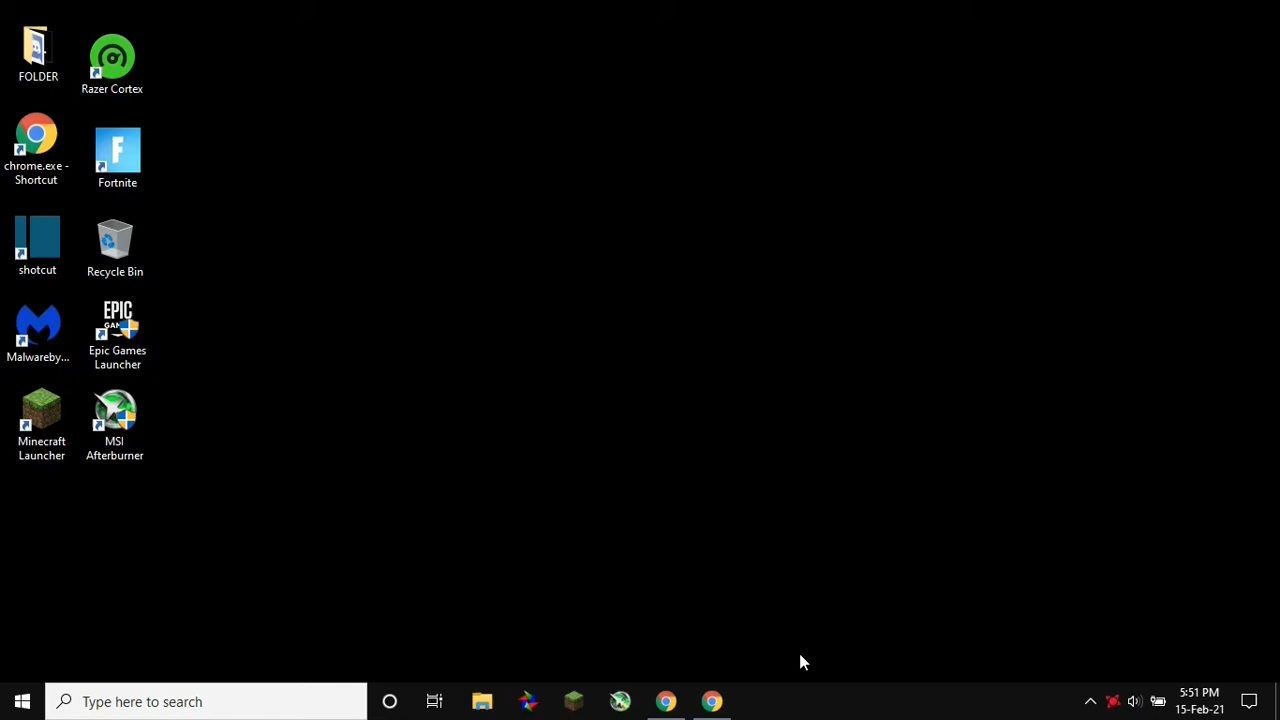 FOLDER
Razer Cortex
chrome.exe -
Shortcut
F
Fortnite
shotcut
Recycle Bin
Malwareby...
EPIC
GAM
Epic Games
Launcher
Minecraft
Launcher
MSI
Afterburner
Type here to search
5:51 PM
15-Feb-21